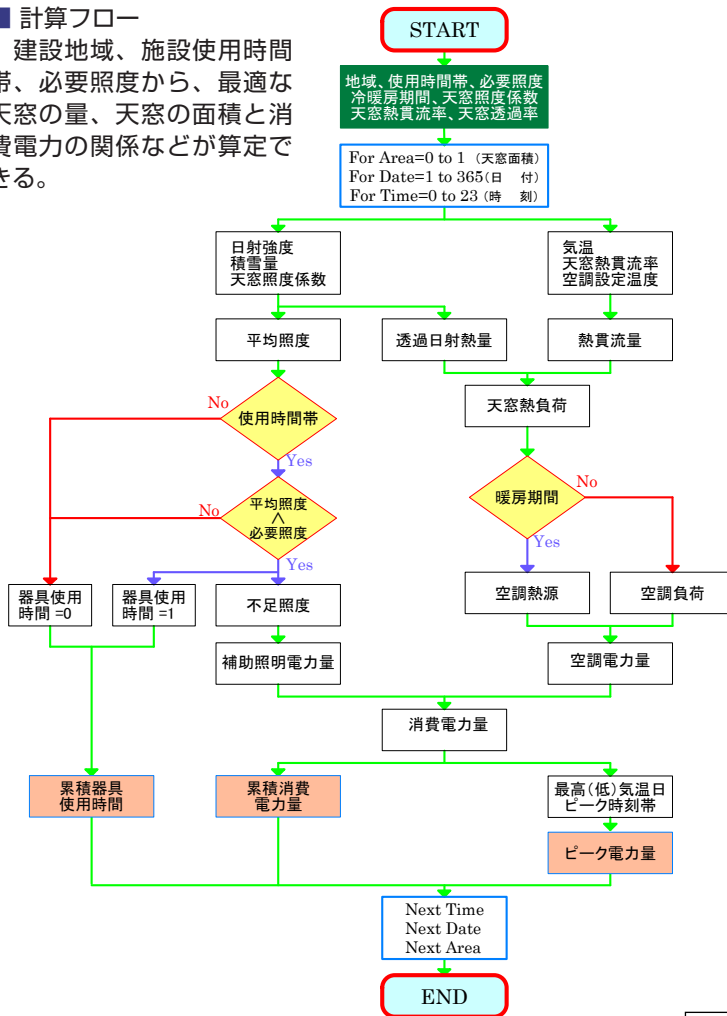 ■ 計算フロー
建設地域、施設使用時間
帯、必要照度から、最適な
天窓の量、天窓の面積と消
費電力の関係などが算定で
きる。
START
地域、使用時間帯、必要照度
冷暖房期間、天窓照度係数
天窓熱貫流率、天窓透過率
For Area=0 to 1 (天窓面積)
For Date=1 to 365(日 付)
For Time=0 to 23 (時 刻)
日射強度
積雪量
天窓照度係数
気温
天窓熱貫流率
空調設定温度
平均照度
透過日射熱量
熱貫流量
天窓熱負荷
No
使用時間帯
Yes
No
平均照度
∧
必要照度
Yes
暖房期間
No
Yes
器具使用
時間 =0
器具使用
時間 =1
不足照度
空調熱源
空調負荷
補助照明電力量
空調電力量
消費電力量
累積器具
使用時間
累積消費
電力量
最高(低)気温日
ピーク時刻帯
ピーク電力量
Next Time
Next Date
Next Area
END